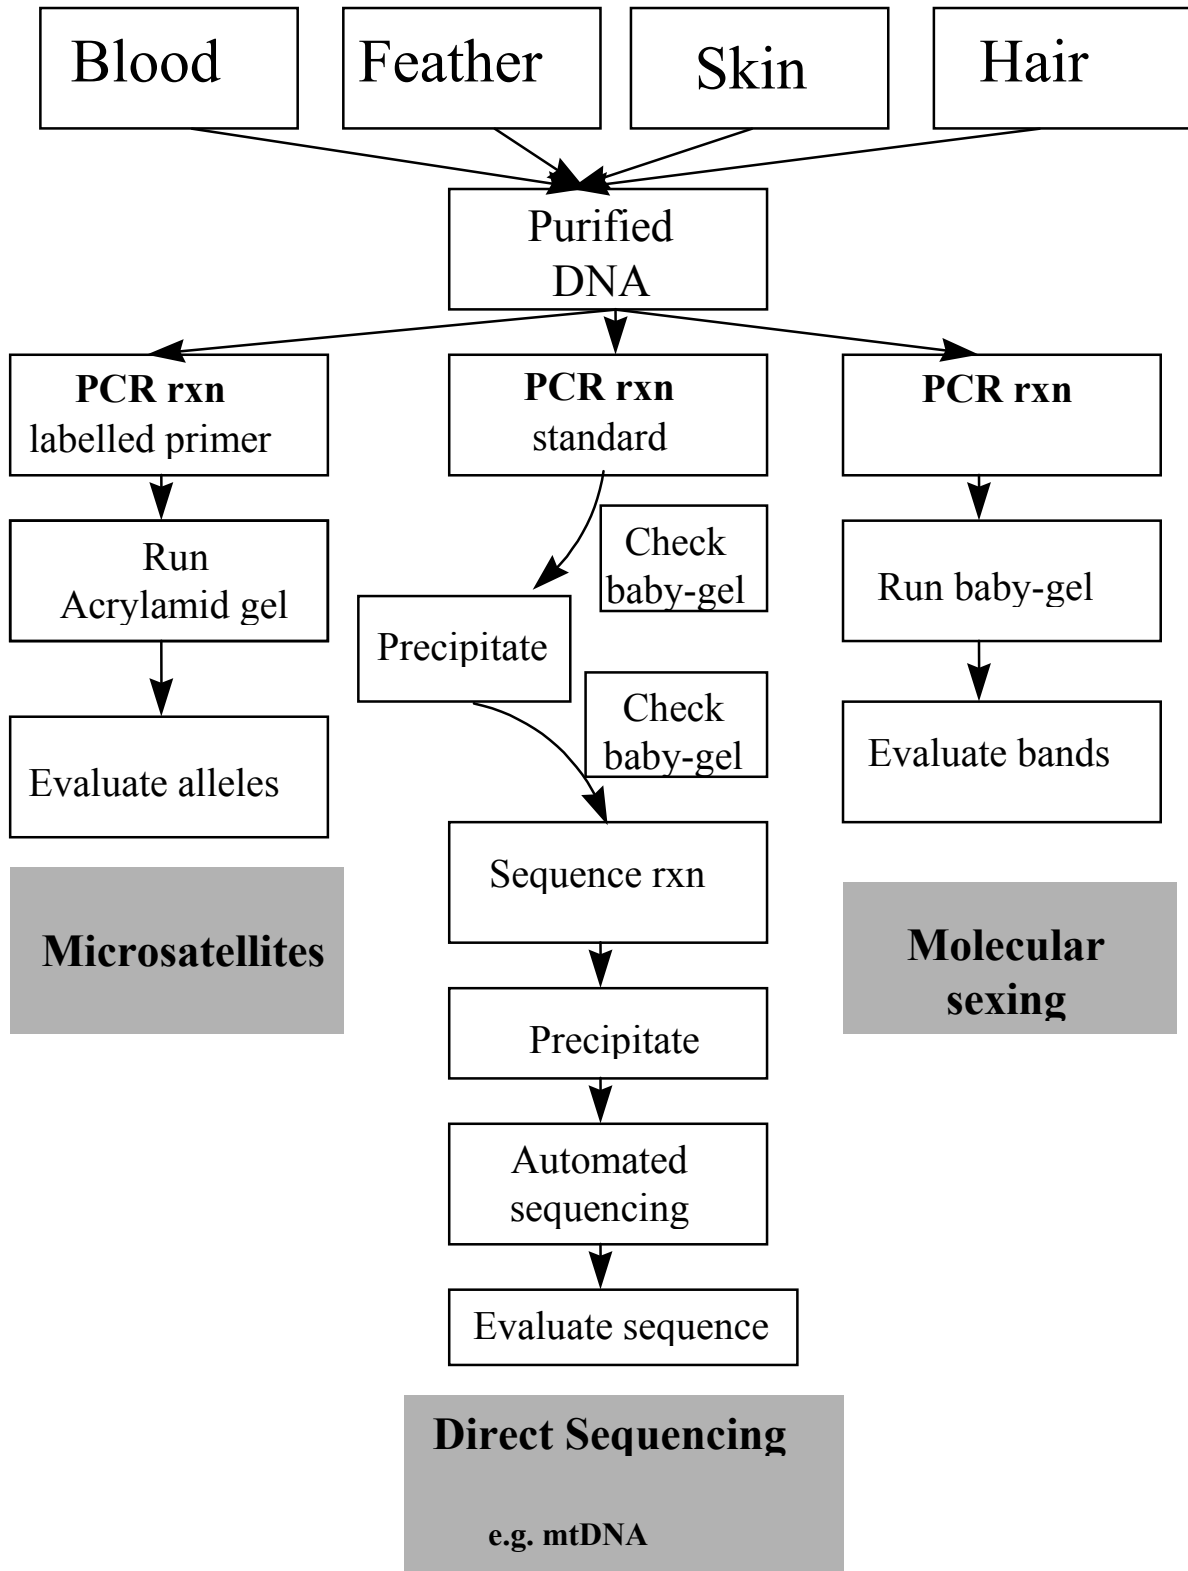 Blood
Feather
Skin
Hair
Purified
DNA
PCR rxn
labelled primer
PCR rxn
standard
PCR rxn
Run
Acrylamid gel
Check
baby-gel
Run baby-gel
Precipitate
Check
baby-gel
Evaluate alleles
Evaluate bands
Sequence rxn
Microsatellites
Molecular
sexing
Precipitate
Automated
sequencing
Evaluate sequence
Direct Sequencing
e.g. mtDNA